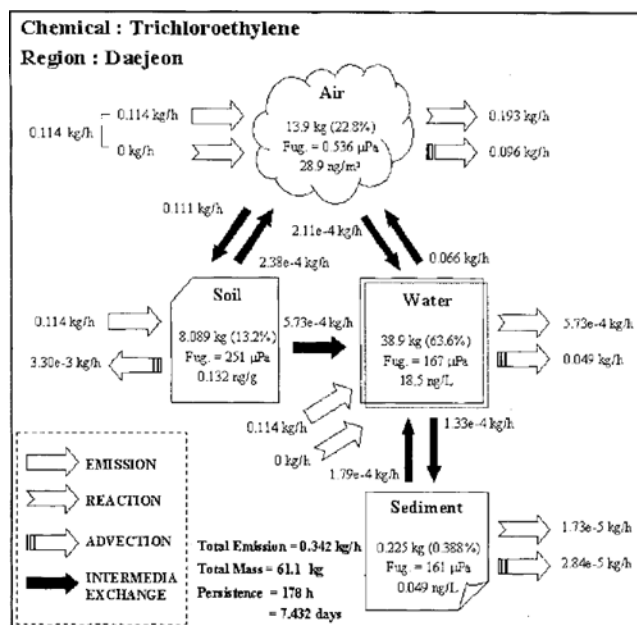 Chemical : Trichloroethylene
Region : Daejeon
Air
13.9 kg (22.8%)
Fug. = 0.536 μPa
28.9 ng/m³
0.114 kg/h
0.114 kg/h
0 kg/h
0.193 kg/h
0.096 kg/h
0.111 kg/h
2.38e-4 kg/h
2.11e-4 kg/h
0.066 kg/h
Soil
8.089 kg (13.2%)
Fug. = 251 μPa
0.132 ng/g
0.114 kg/h
3.30e-3 kg/h
5.73e-4 kg/h
Water
38.9 kg (63.6%)
Fug. = 167 μPa
18.5 ng/L
5.73e-4 kg/h
0.049 kg/h
0.114 kg/h
0 kg/h
1.79e-4 kg/h
1.33e-4 kg/h
Sediment
0.225 kg (0.388%)
Fug. = 161 μPa
0.049 ng/L
1.73e-5 kg/h
2.84e-5 kg/h
EMISSION
REACTION
ADVECTION
INTERMEDIA
EXCHANGE
Total Emission = 0.342 kg/h
Total Mass = 61.1 kg
Persistence = 178 h
= 7.432 days